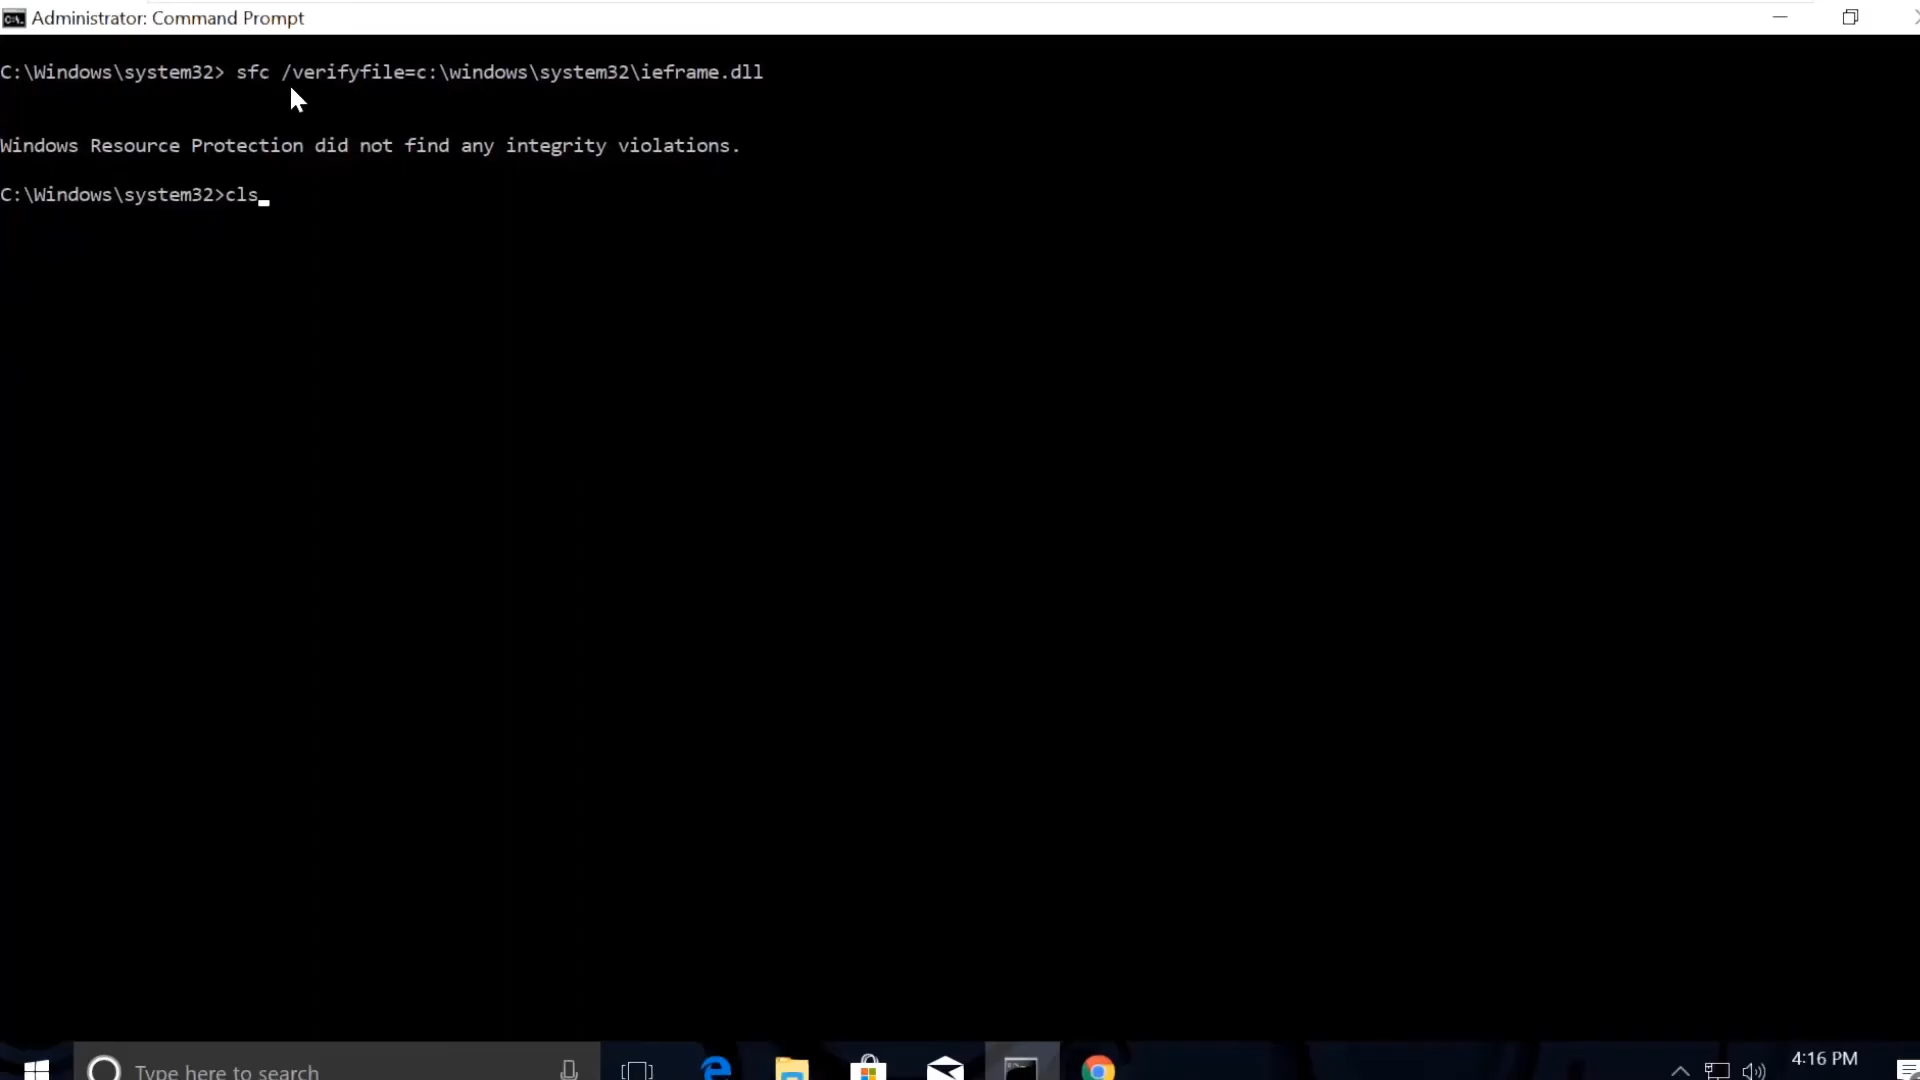 Administrator: Command Prompt
C:\Windows\system32> sfc /verifyfile=c:\windows\system32\ieframe.dll
Windows Resource Protection did not find any integrity violations.
C:\Windows\system32>cls
Type here to search
4:16 PM